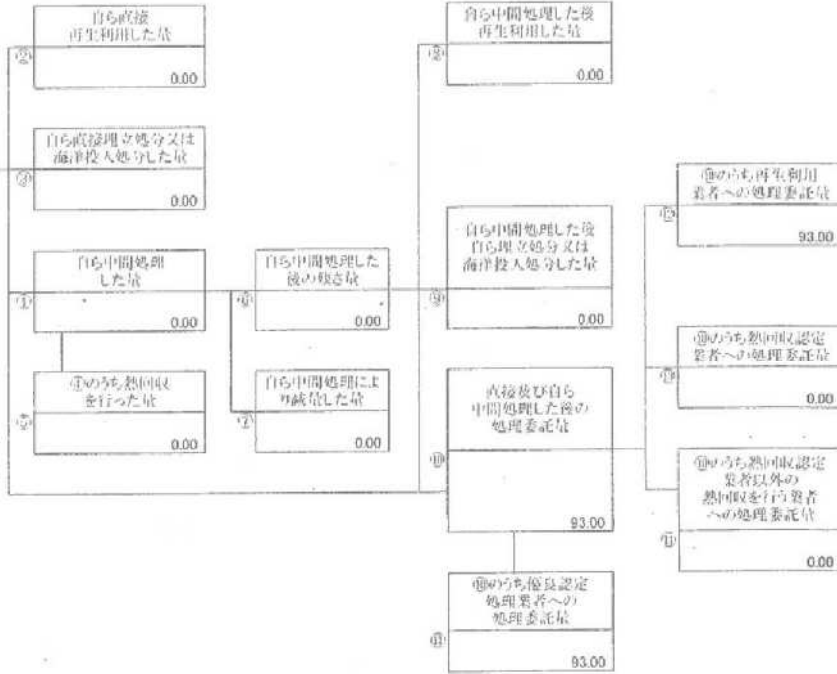 自ら直接
再生利用した量
②
0.00
自ら中間処理した後
再生利用した量
⑧
0.00
自ら直接埋立処分又は
海洋投入処分した量
③
0.00
⑩のうち再生利用
業者への処理委託量
93.00
自ら中間処理
した量
0.00
自ら中間処理した
後の残さ量
⑥
0.00
自ら中間処理した後
自ら埋立処分又は
海洋投入処分した量
⑨
0.00
⑩のうち熱回収認定
業者への処理委託量
0.00
④のうち熱回収
を行った量
⑤
0.00
自ら中間処理によ
り減量した量
⑦
0.00
直接及び自ら
中間処理した後の
処理委託量
⑩
93.00
⑩のうち熱回収認定
業者以外の
熱回収を行う業者
への処理委託量
0.00
⑩のうち優良認定
処理業者への
処理委託量
⑪
93.00